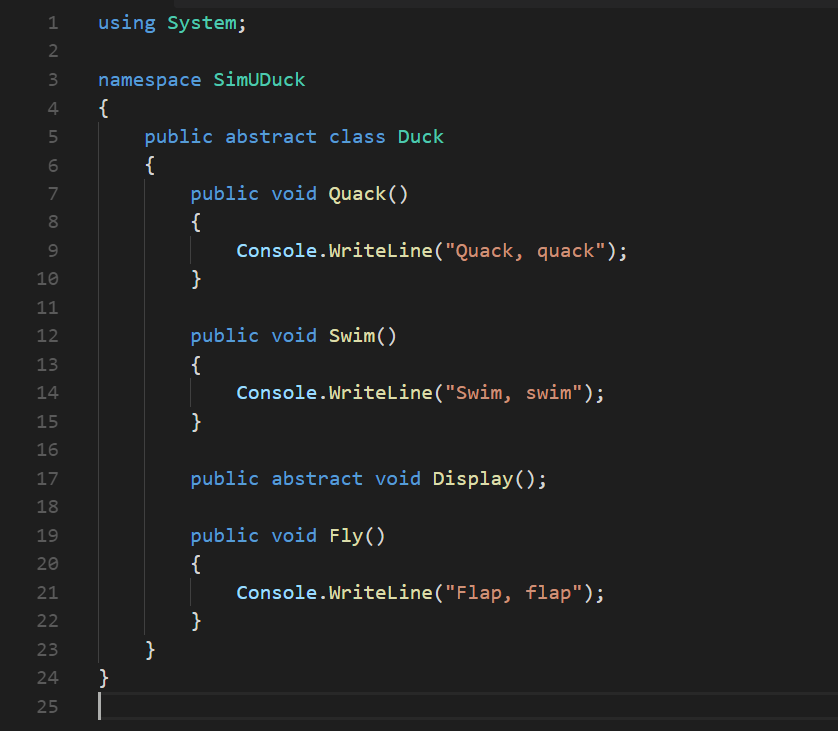 1 using System;
2
3 namespace SimUDuck
4 {
5     public abstract class Duck
6     {
7         public void Quack()
8         {
9             Console.WriteLine("Quack, quack");
10         }
11
12         public void Swim()
13         {
14             Console.WriteLine("Swim, swim");
15         }
16
17         public abstract void Display();
18
19         public void Fly()
20         {
21             Console.WriteLine("Flap, flap");
22         }
23     }
24 }
25